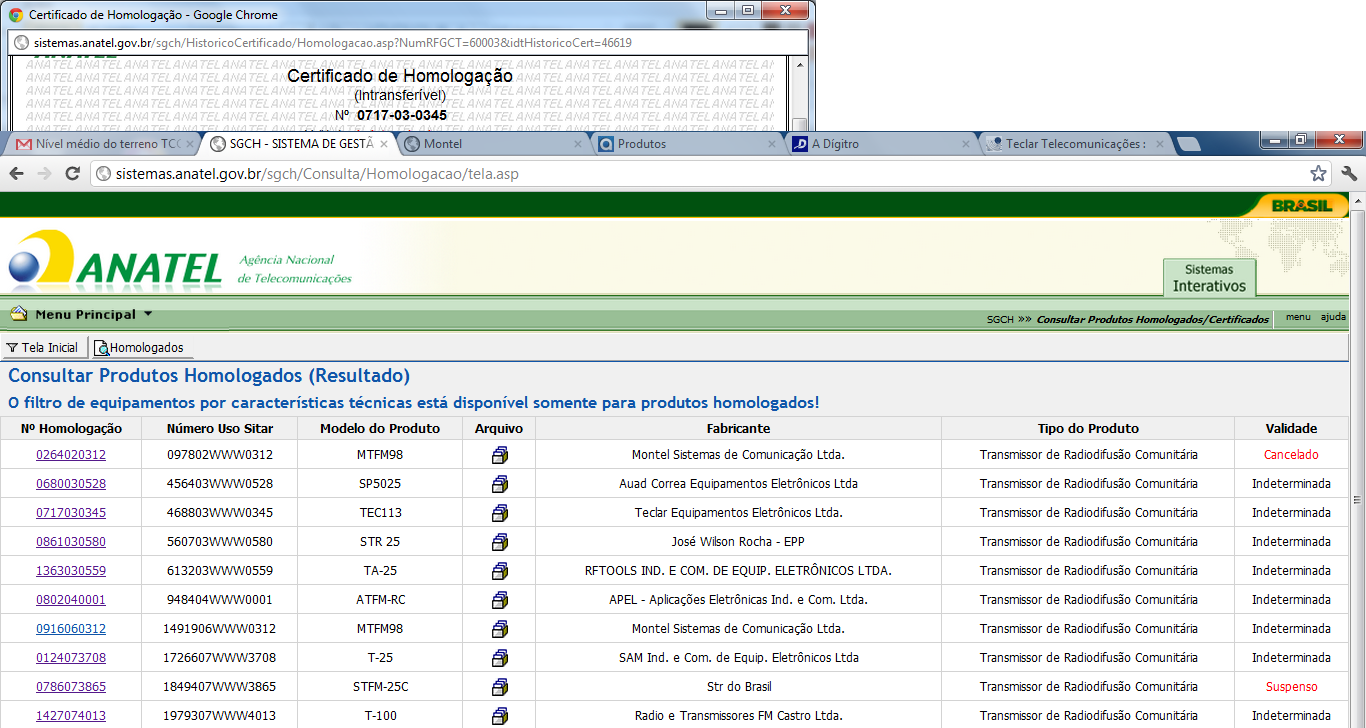 Certificado de Homologação - Google Chrome
sistemas.anatel.gov.br/sgch/HistoricoCertificado/Homologacao.asp?NumRFGCT=60003&idtHistoricoCert=46619
ANATELANATELANATELANATELANATELANATELANATELANATELANATELANATELANATEL
Certificado de Homologação
(Intransferível)
Nº 0717-03-0345
Nível médio do terreno TCC
SGCH - SISTEMA DE GESTÃ
Montel
Produtos
A Dígitro
Teclar Telecomunicações :
sistemas.anatel.gov.br/sgch/Consulta/Homologacao/tela.asp
BRASIL
ANATEL
Agência Nacional
de Telecomunicações
Sistemas
Interativos
Menu Principal
SGCH »» Consultar Produtos Homologados/Certificados
menu ajuda
Tela Inicial Homologados
Consultar Produtos Homologados (Resultado)
O filtro de equipamentos por características técnicas está disponível somente para produtos homologados!
Nº Homologação Número Uso Sitar Modelo do Produto Arquivo Fabricante Tipo do Produto Validade
0264020312 097802WWW0312 MTFM98 Montel Sistemas de Comunicação Ltda. Transmissor de Radiodifusão Comunitária Cancelado
0680030528 456403WWW0528 SP5025 Auad Correa Equipamentos Eletrônicos Ltda Transmissor de Radiodifusão Comunitária Indeterminada
0717030345 468803WWW0345 TEC113 Teclar Equipamentos Eletrônicos Ltda. Transmissor de Radiodifusão Comunitária Indeterminada
0861030580 560703WWW0580 STR 25 José Wilson Rocha - EPP Transmissor de Radiodifusão Comunitária Indeterminada
1363030559 613203WWW0559 TA-25 RFTOOLS IND. E COM. DE EQUIP. ELETRÔNICOS LTDA. Transmissor de Radiodifusão Comunitária Indeterminada
0802040001 948404WWW0001 ATFM-RC APEL - Aplicações Eletrônicas Ind. e Com. Ltda. Transmissor de Radiodifusão Comunitária Indeterminada
0916060312 1491906WWW0312 MTFM98 Montel Sistemas de Comunicação Ltda. Transmissor de Radiodifusão Comunitária Indeterminada
0124073708 1726607WWW3708 T-25 SAM Ind. e Com. de Equip. Eletrônicos Ltda Transmissor de Radiodifusão Comunitária Indeterminada
0786073865 1849407WWW3865 STFM-25C Str do Brasil Transmissor de Radiodifusão Comunitária Suspenso
1427074013 1979307WWW4013 T-100 Radio e Transmissores FM Castro Ltda. Transmissor de Radiodifusão Comunitária Indeterminada